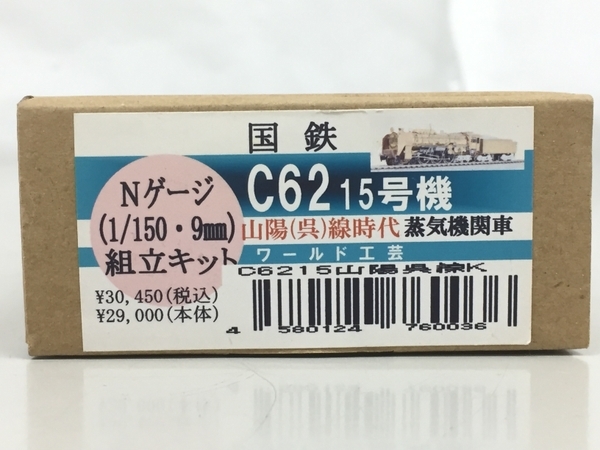 国鉄
C62 15号機
山陽(呉)線時代 蒸気機関車
ワールド工芸
Nゲージ
(1/150・9mm)
組立キット
¥30,450(税込)
¥29,000(本体)
C6215山陽呉線K
4 580124 760036